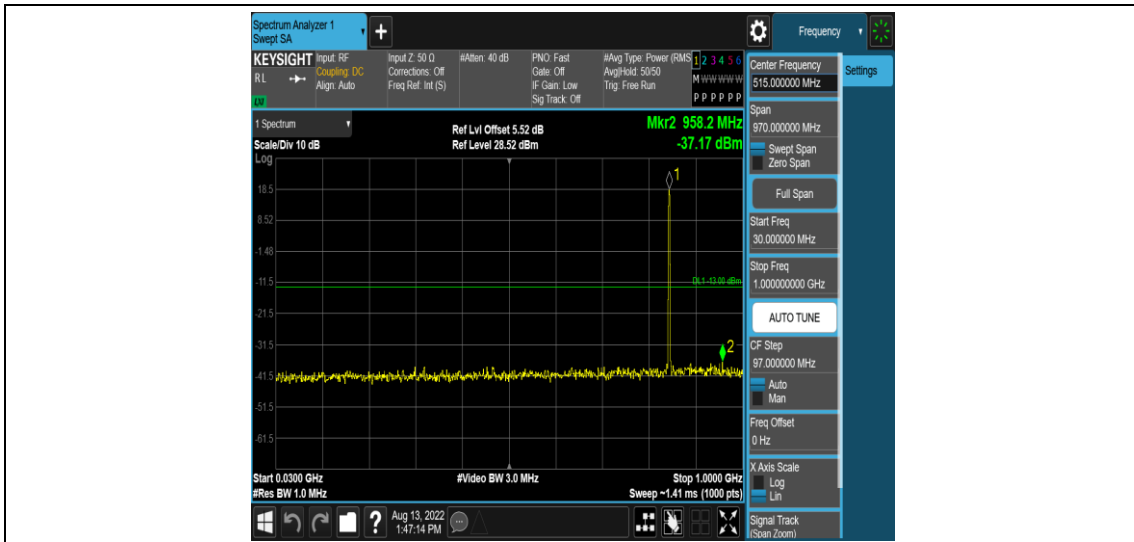 Spectrum Analyzer 1
Swept SA
Frequency
KEYSIGHT Input: RF
Coupling: DC
Align: Auto
RL
LM
Input Z: 50 Ω
Corrections: Off
Freq Ref: Int (S)
#Atten: 40 dB
PNO: Fast
Gate: Off
IF Gain: Low
Sig Track: Off
#Avg Type: Power (RMS
Avg|Hold: 50/50
Trig: Free Run
1 2 3 4 5 6
M W W W W W
P P P P P P
1 Spectrum
Scale/Div 10 dB
Ref Lvl Offset 5.52 dB
Ref Level 28.52 dBm
Mkr2 958.2 MHz
-37.17 dBm
Log
18.5
8.52
-1.48
-11.5
-21.5
-31.5
-41.5
-51.5
-61.5
1
DL1 -13.00 dBm
2
Start 0.0300 GHz
#Res BW 1.0 MHz
#Video BW 3.0 MHz
Stop 1.0000 GHz
Sweep ~1.41 ms (1000 pts)
Aug 13, 2022
1:47:14 PM
Center Frequency
515.000000 MHz
Settings
Span
970.000000 MHz
Swept Span
Zero Span
Full Span
Start Freq
30.000000 MHz
Stop Freq
1.000000000 GHz
AUTO TUNE
CF Step
97.000000 MHz
Auto
Man
Freq Offset
0 Hz
X Axis Scale
Log
Lin
Signal Track
(Span Zoom)